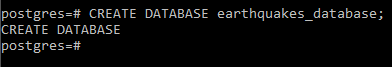 postgres=# CREATE DATABASE earthquakes_database;
CREATE DATABASE
postgres=#